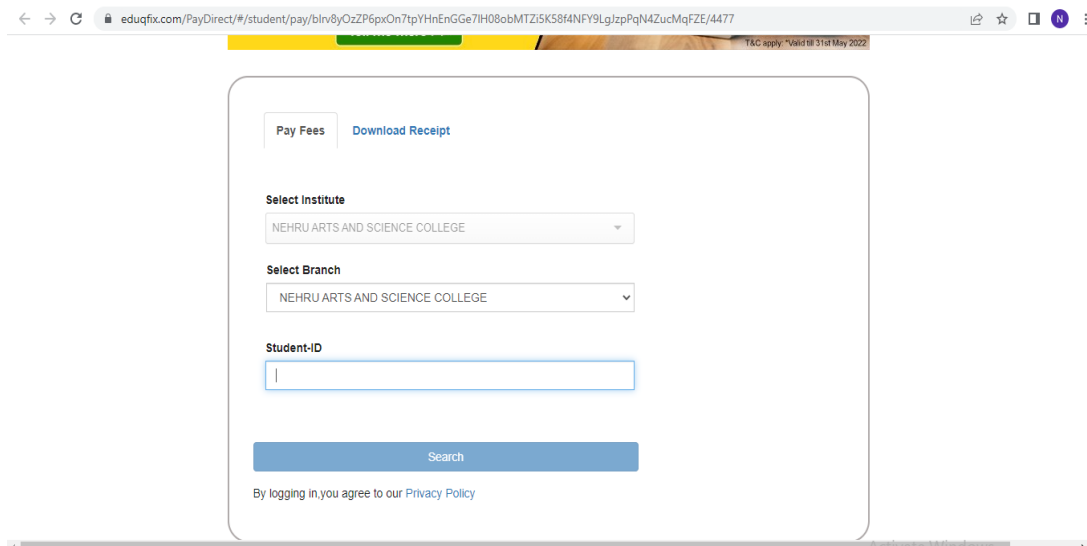 eduqfix.com/PayDirect/#/student/pay/bIrv8yOzZP6pxOn7tpYHnEnGGe7IH08obMTZi5K58f4NFY9LgJzpPqN4ZucMqFZE/4477
N
T&C apply: *Valid till 31st May 2022
Pay Fees Download Receipt
Select Institute
NEHRU ARTS AND SCIENCE COLLEGE
Select Branch
NEHRU ARTS AND SCIENCE COLLEGE
Student-ID
Search
By logging in,you agree to our Privacy Policy